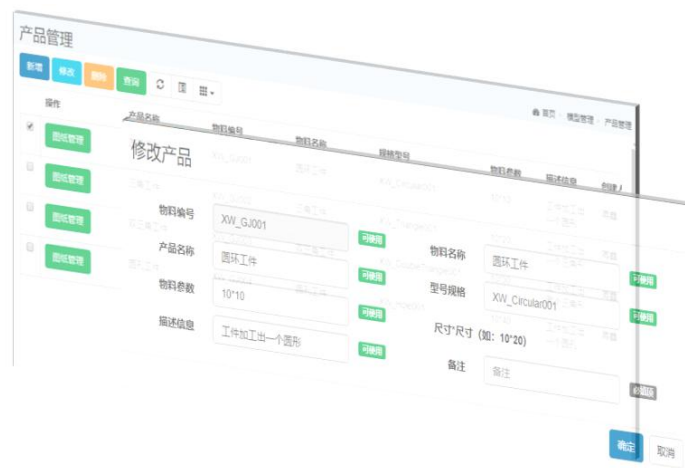 产品管理
新增 修改 删除 查询
首页 模型管理 产品管理
操作 产品名称 物料编号 物料名称 规格型号 物料参数 描述信息 创建人
图纸管理
图纸管理
图纸管理
图纸管理
修改产品
物料编号 XW_GJ001 可使用
物料名称 圆环工件 可使用
产品名称 圆环工件 可使用
型号规格 XW_Circular001 可使用
物料参数 10*10 可使用
尺寸*尺寸 (如: 10*20)
描述信息 工件加工出一个圆形 可使用
备注 备注
确定 取消